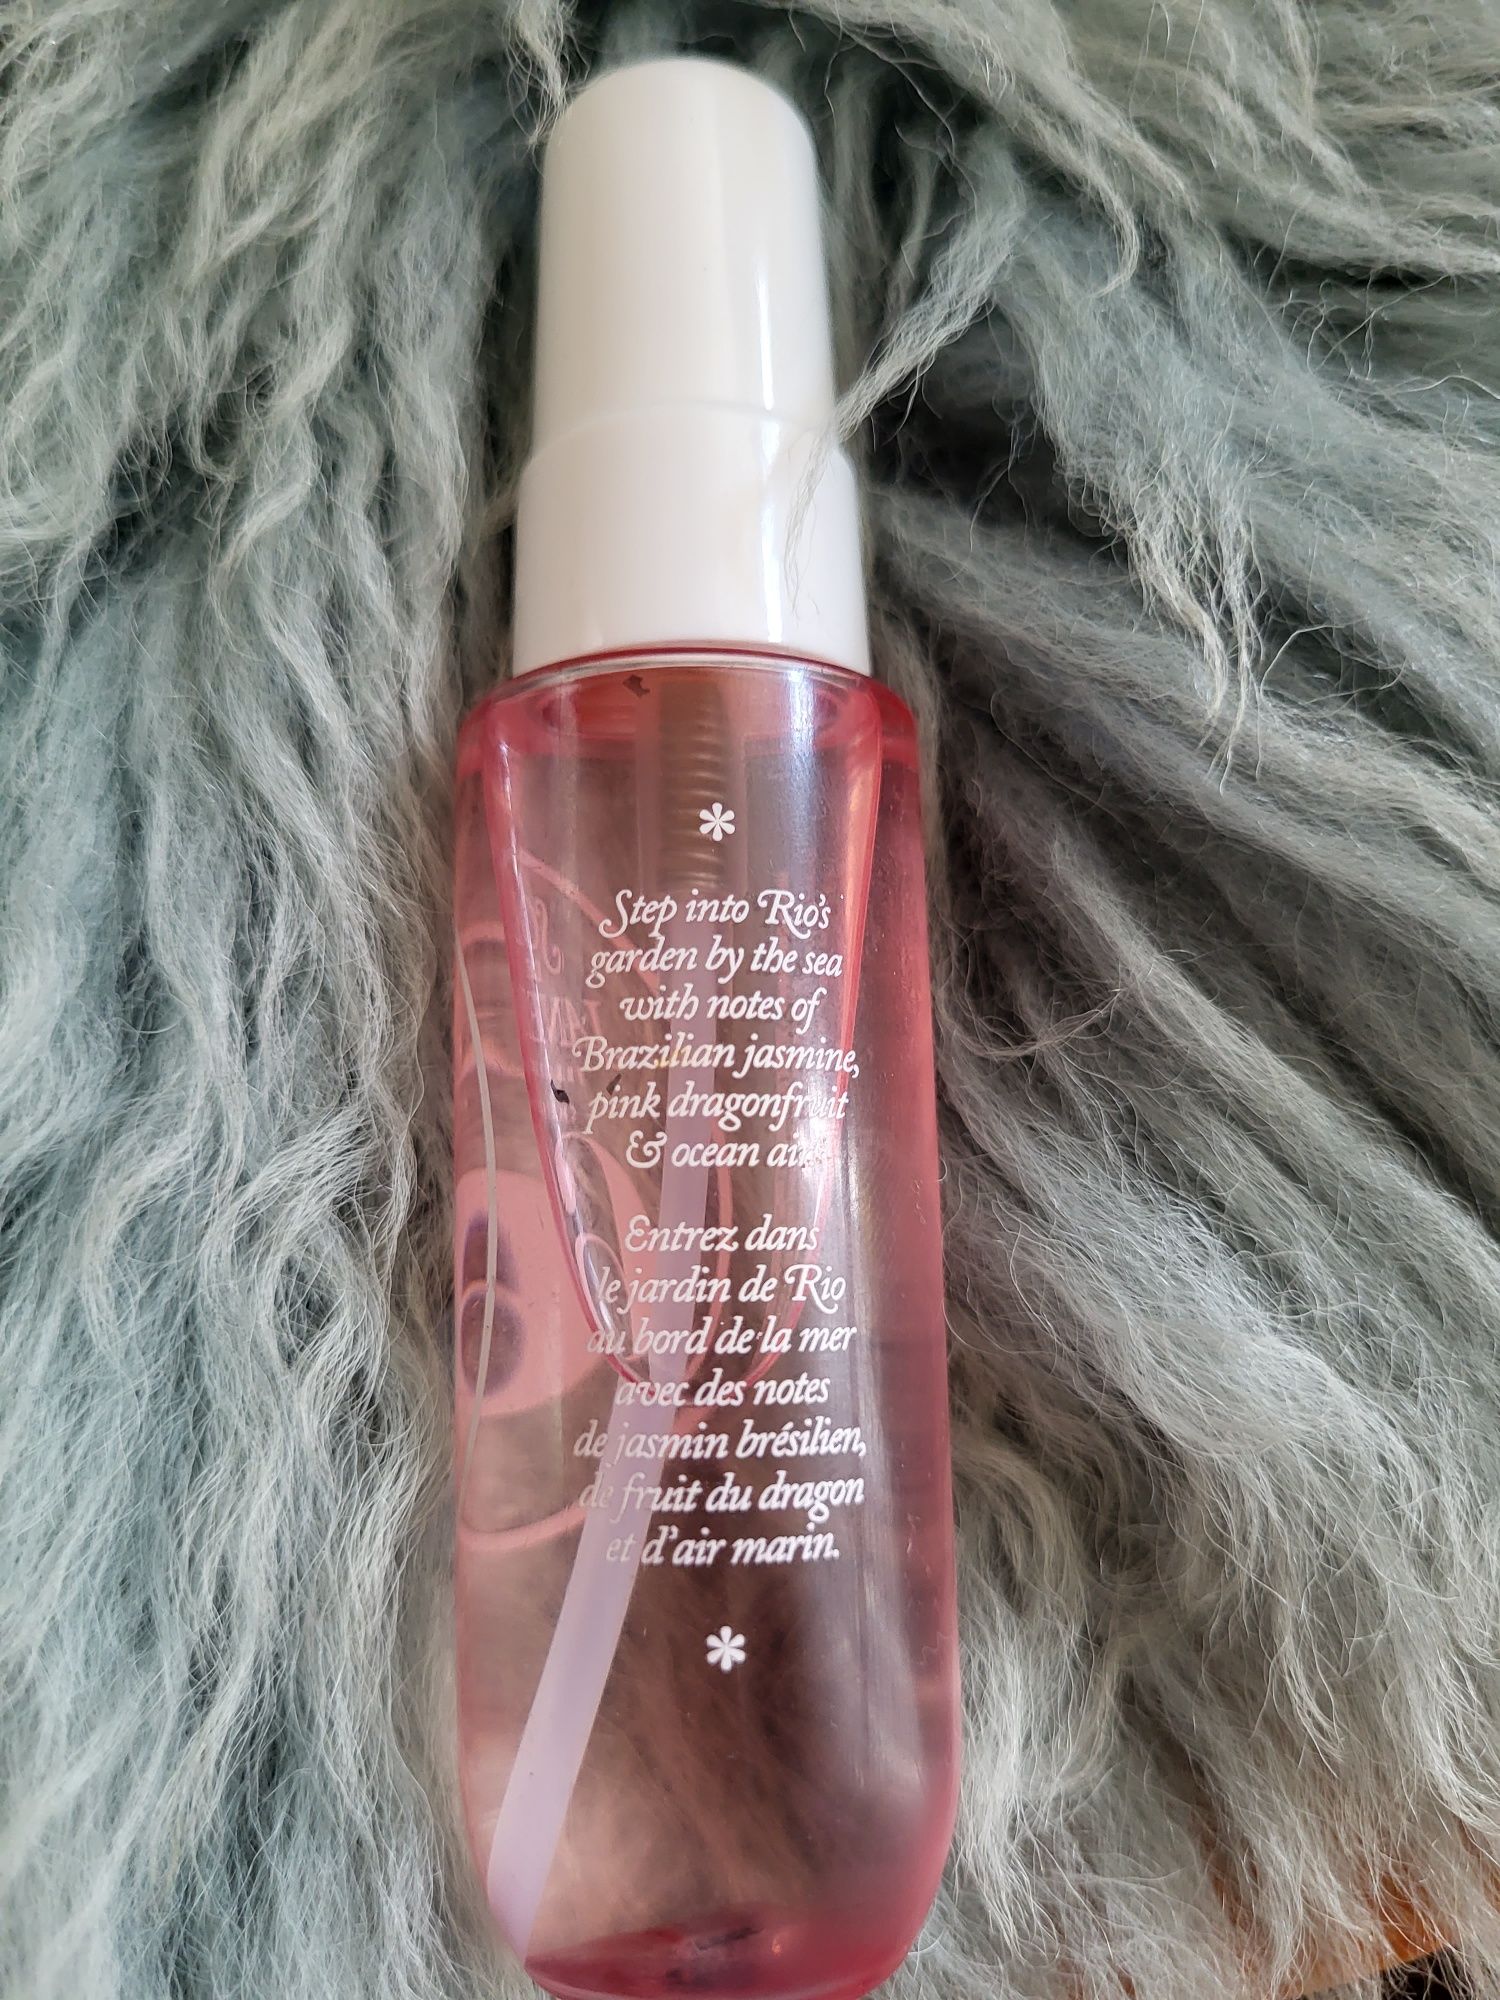 *
Step into Rio's
garden by the sea
with notes of
Brazilian jasmine,
pink dragonfruit
& ocean air.
Entrez dans
le jardin de Rio
au bord de la mer
avec des notes
de jasmin brésilien,
de fruit du dragon
et d'air marin.
*